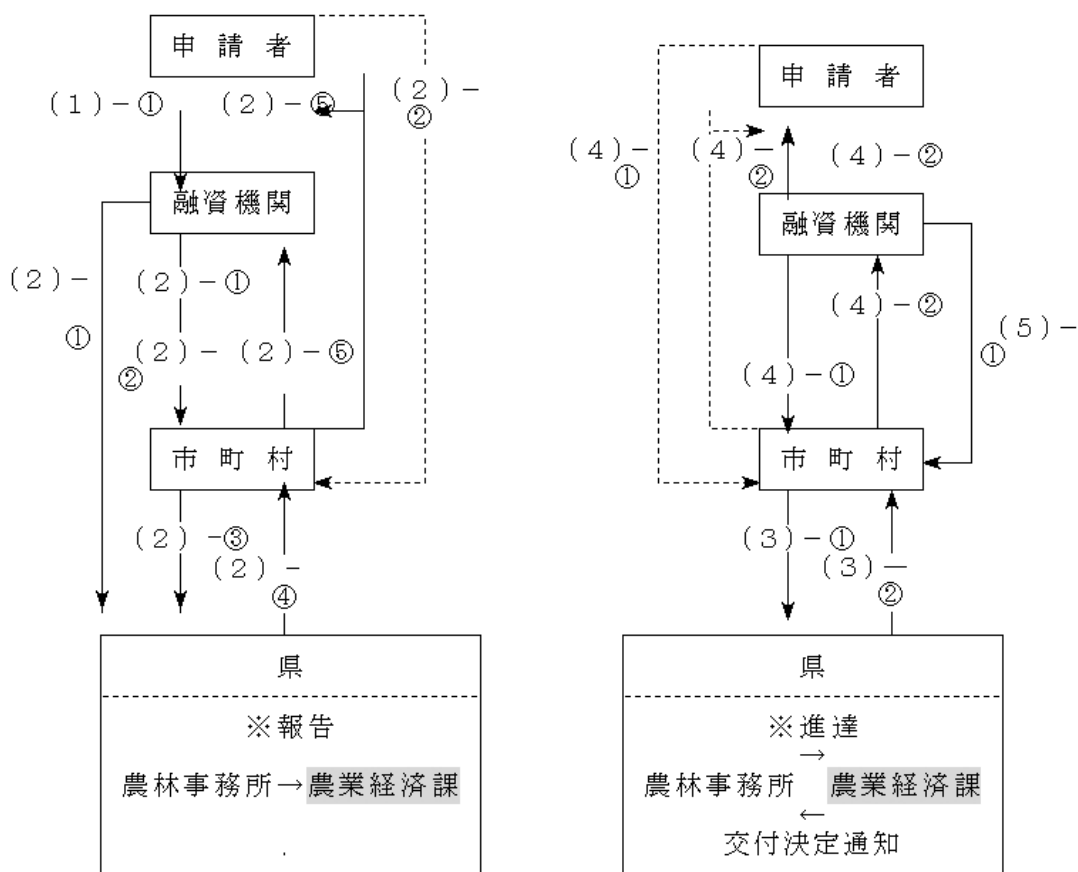 申請者
(1)-①
(2)-⑤
(2)-
②
融資機関
(2)-
①
(2)-①
(2)-
②
(2)-⑤
市町村
(2)-③
(2)-
④
県
※報告
農林事務所→農業経済課
.
申請者
(4)-
①
(4)-
②
(4)-②
融資機関
(4)-②
(5)-
①
(4)-①
市町村
(3)-①
(3)-
②
県
※進達
→
農林事務所 農業経済課
←
交付決定通知